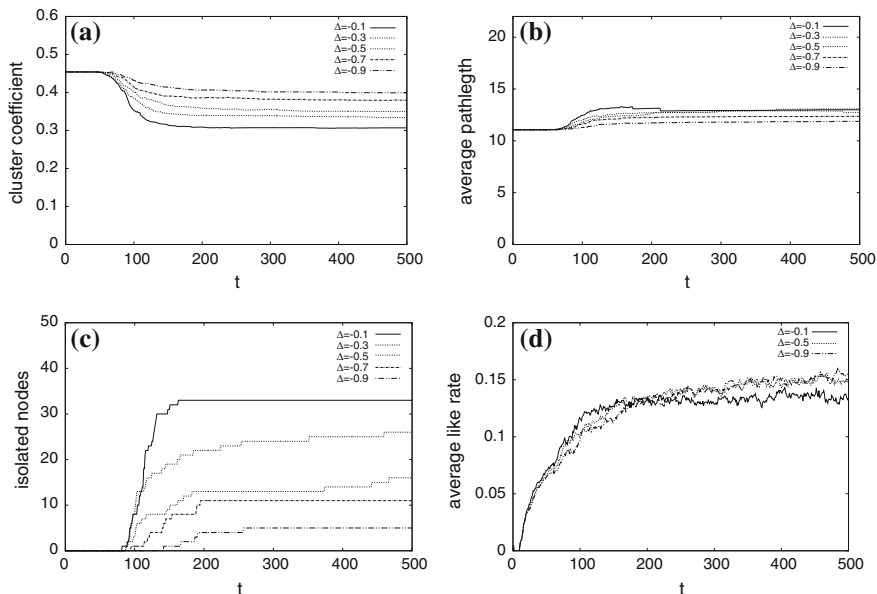 (a)
Δ=-0.1
Δ=-0.3
Δ=-0.5
Δ=-0.7
Δ=-0.9
0.6
0.5
0.4
0.3
0.2
0.1
0
cluster coefficient
0 100 200 300 400 500
t
(b)
Δ=-0.1
Δ=-0.3
Δ=-0.5
Δ=-0.7
Δ=-0.9
20
15
10
5
0
average pathlegth
0 100 200 300 400 500
t
(c)
Δ=-0.1
Δ=-0.3
Δ=-0.5
Δ=-0.7
Δ=-0.9
50
40
30
20
10
0
isolated nodes
0 100 200 300 400 500
t
(d)
Δ=-0.1
Δ=-0.5
Δ=-0.9
0.2
0.15
0.1
0.05
0
average like rate
0 100 200 300 400 500
t